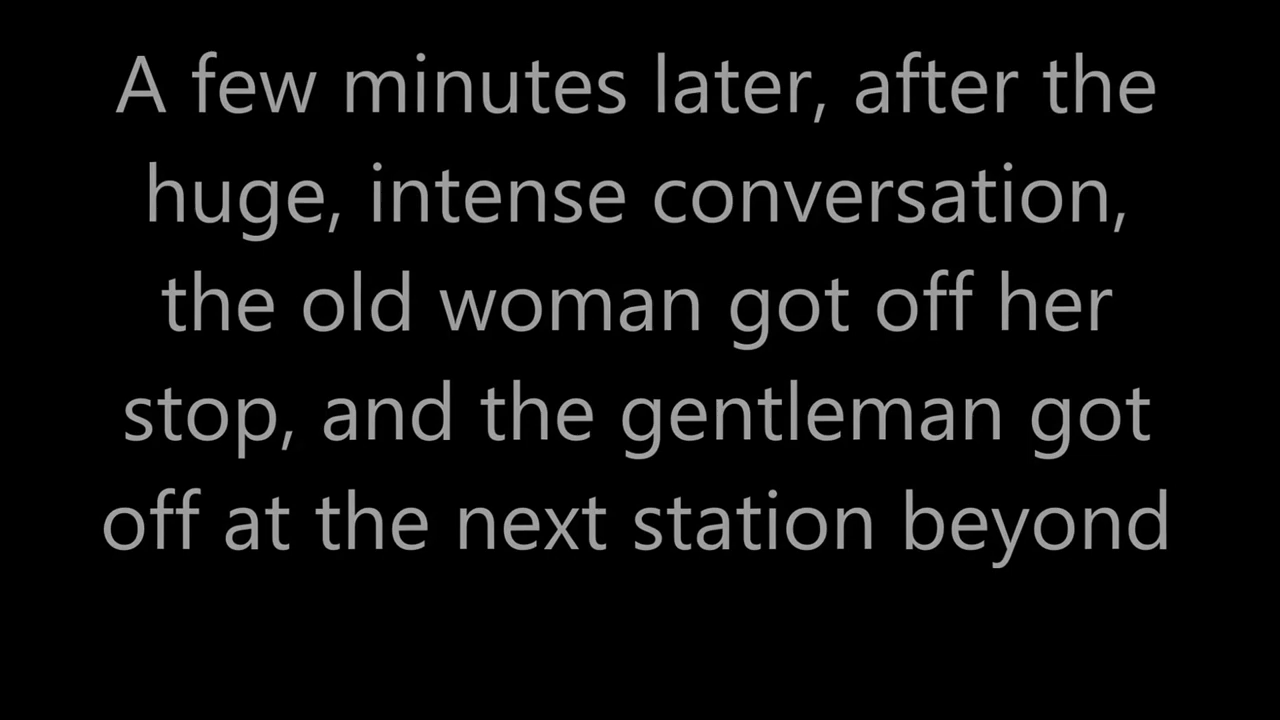 A few minutes later, after the
huge, intense conversation,
the old woman got off her
stop, and the gentleman got
off at the next station beyond